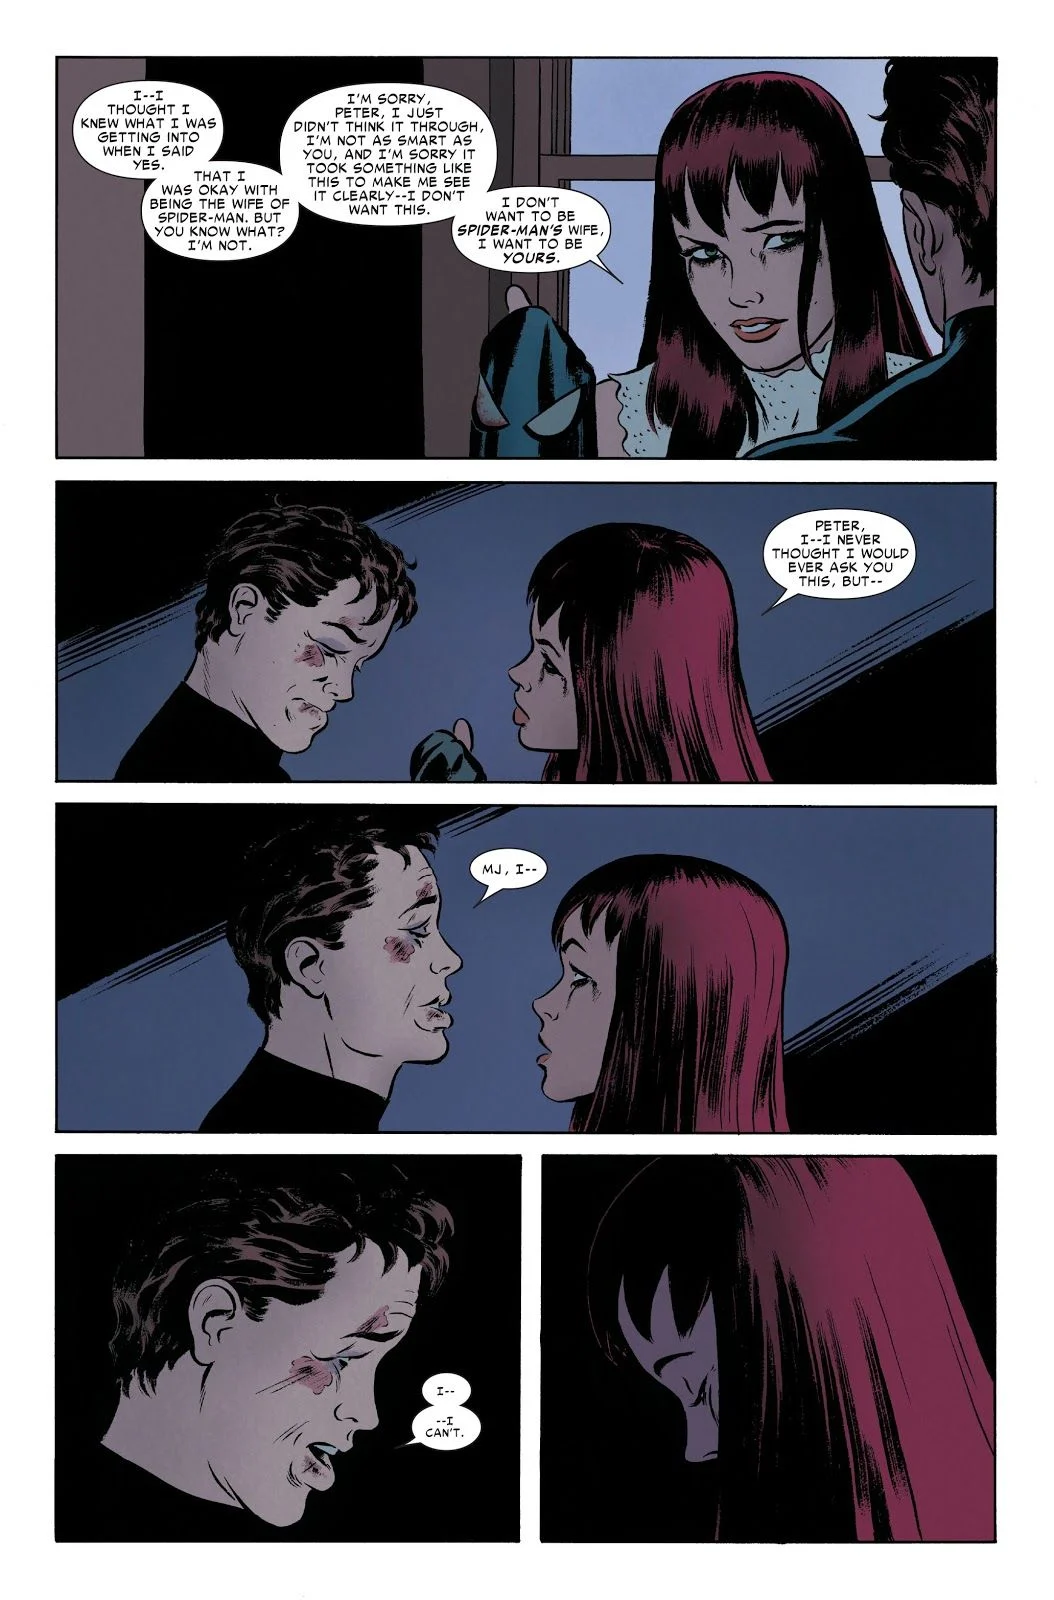 I--I
THOUGHT I
KNEW WHAT I WAS
GETTING INTO
WHEN I SAID
YES.
THAT I
WAS OKAY WITH
BEING THE WIFE OF
SPIDER-MAN. BUT
YOU KNOW WHAT?
I'M NOT.
I'M SORRY,
PETER, I JUST
DIDN'T THINK IT THROUGH,
I'M NOT AS SMART AS
YOU, AND I'M SORRY IT
TOOK SOMETHING LIKE
THIS TO MAKE ME SEE
IT CLEARLY--I DON'T
WANT THIS.
I DON'T
WANT TO BE
SPIDER-MAN'S WIFE,
I WANT TO BE
YOURS.
PETER,
I--I NEVER
THOUGHT I WOULD
EVER ASK YOU
THIS, BUT--
MJ, I--
I--
--I
CAN'T.